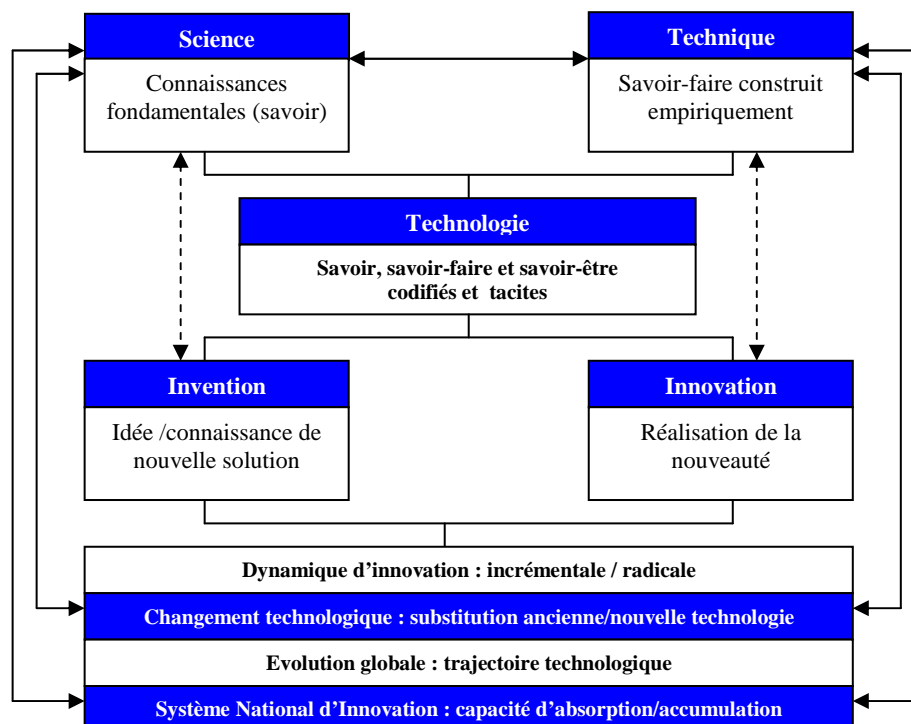 Science
Technique
Connaissances
fondamentales (savoir)
Savoir-faire construit
empiriquement
Technologie
Savoir, savoir-faire et savoir-être
codifiés et tacites
Invention
Innovation
Idée /connaissance de
nouvelle solution
Réalisation de la
nouveauté
Dynamique d’innovation : incrémentale / radicale
Changement technologique : substitution ancienne/nouvelle technologie
Evolution globale : trajectoire technologique
Système National d’Innovation : capacité d’absorption/accumulation